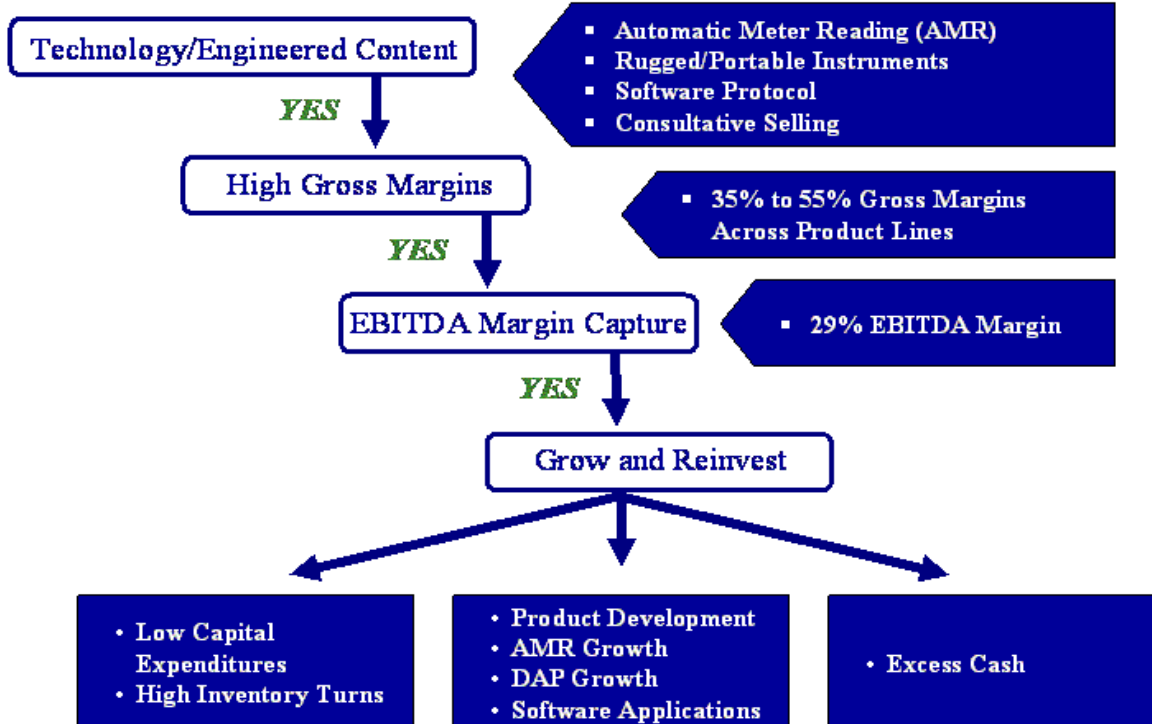 Technology/Engineered Content
▪ Automatic Meter Reading (AMR)
▪ Rugged/Portable Instruments
▪ Software Protocol
▪ Consultative Selling
YES
High Gross Margins
▪ 35% to 55% Gross Margins
Across Product Lines
YES
EBITDA Margin Capture
▪ 29% EBITDA Margin
YES
Grow and Reinvest
• Low Capital
Expenditures
• High Inventory Turns
• Product Development
• AMR Growth
• DAP Growth
• Software Applications
• Excess Cash